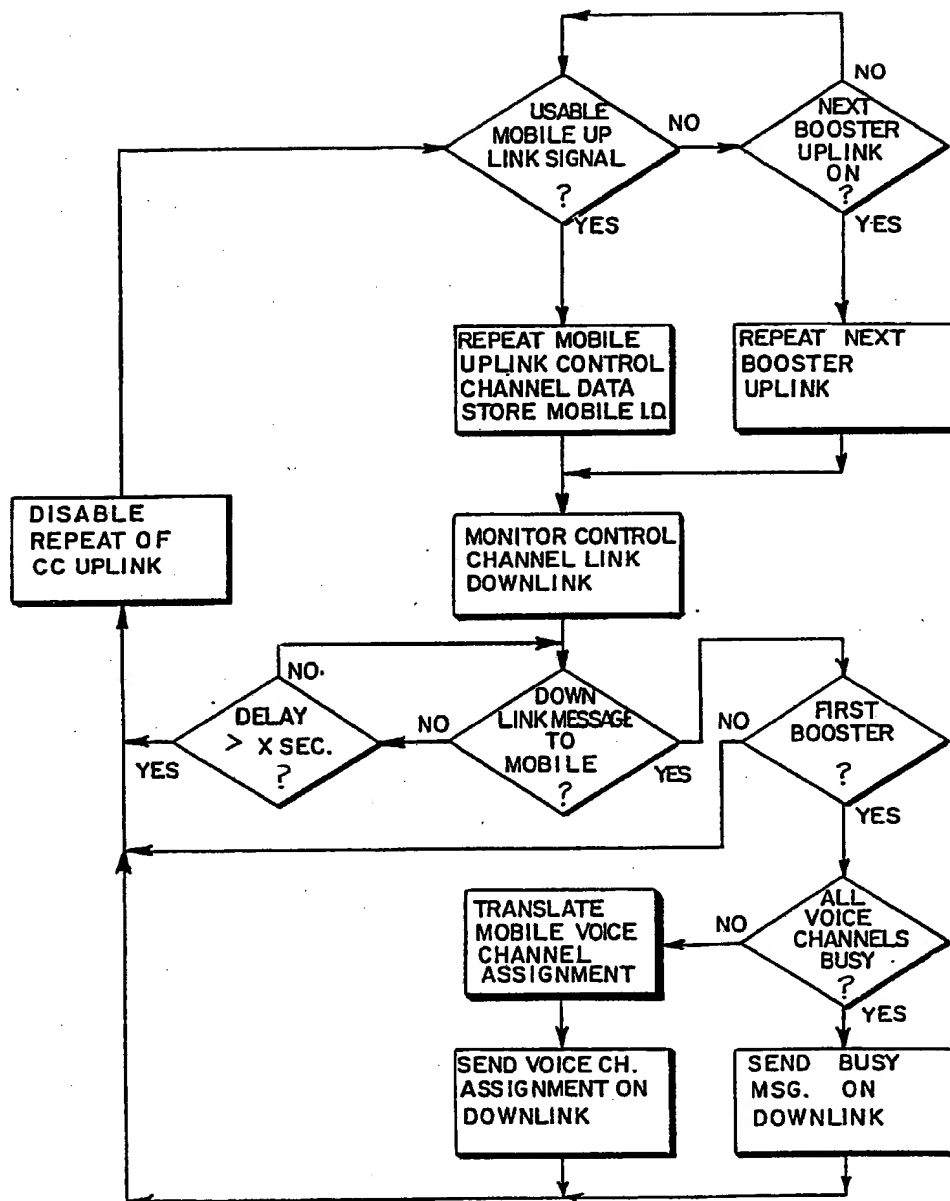 NO
USABLE
MOBILE UP
LINK SIGNAL
?
NO
NEXT
BOOSTER
UPLINK
ON
?
YES
YES
REPEAT MOBILE
UPLINK CONTROL
CHANNEL DATA
STORE MOBILE I.D.
REPEAT NEXT
BOOSTER
UPLINK
DISABLE
REPEAT OF
CC UPLINK
MONITOR CONTROL
CHANNEL LINK
DOWNLINK
NO.
DELAY
> X SEC.
?
YES
NO
DOWN
LINK MESSAGE
TO
MOBILE
?
YES
NO
FIRST
BOOSTER
?
YES
TRANSLATE
MOBILE VOICE
CHANNEL
ASSIGNMENT
NO
ALL
VOICE
CHANNELS
BUSY
?
YES
SEND VOICE CH.
ASSIGNMENT ON
DOWNLINK
SEND BUSY
MSG. ON
DOWNLINK